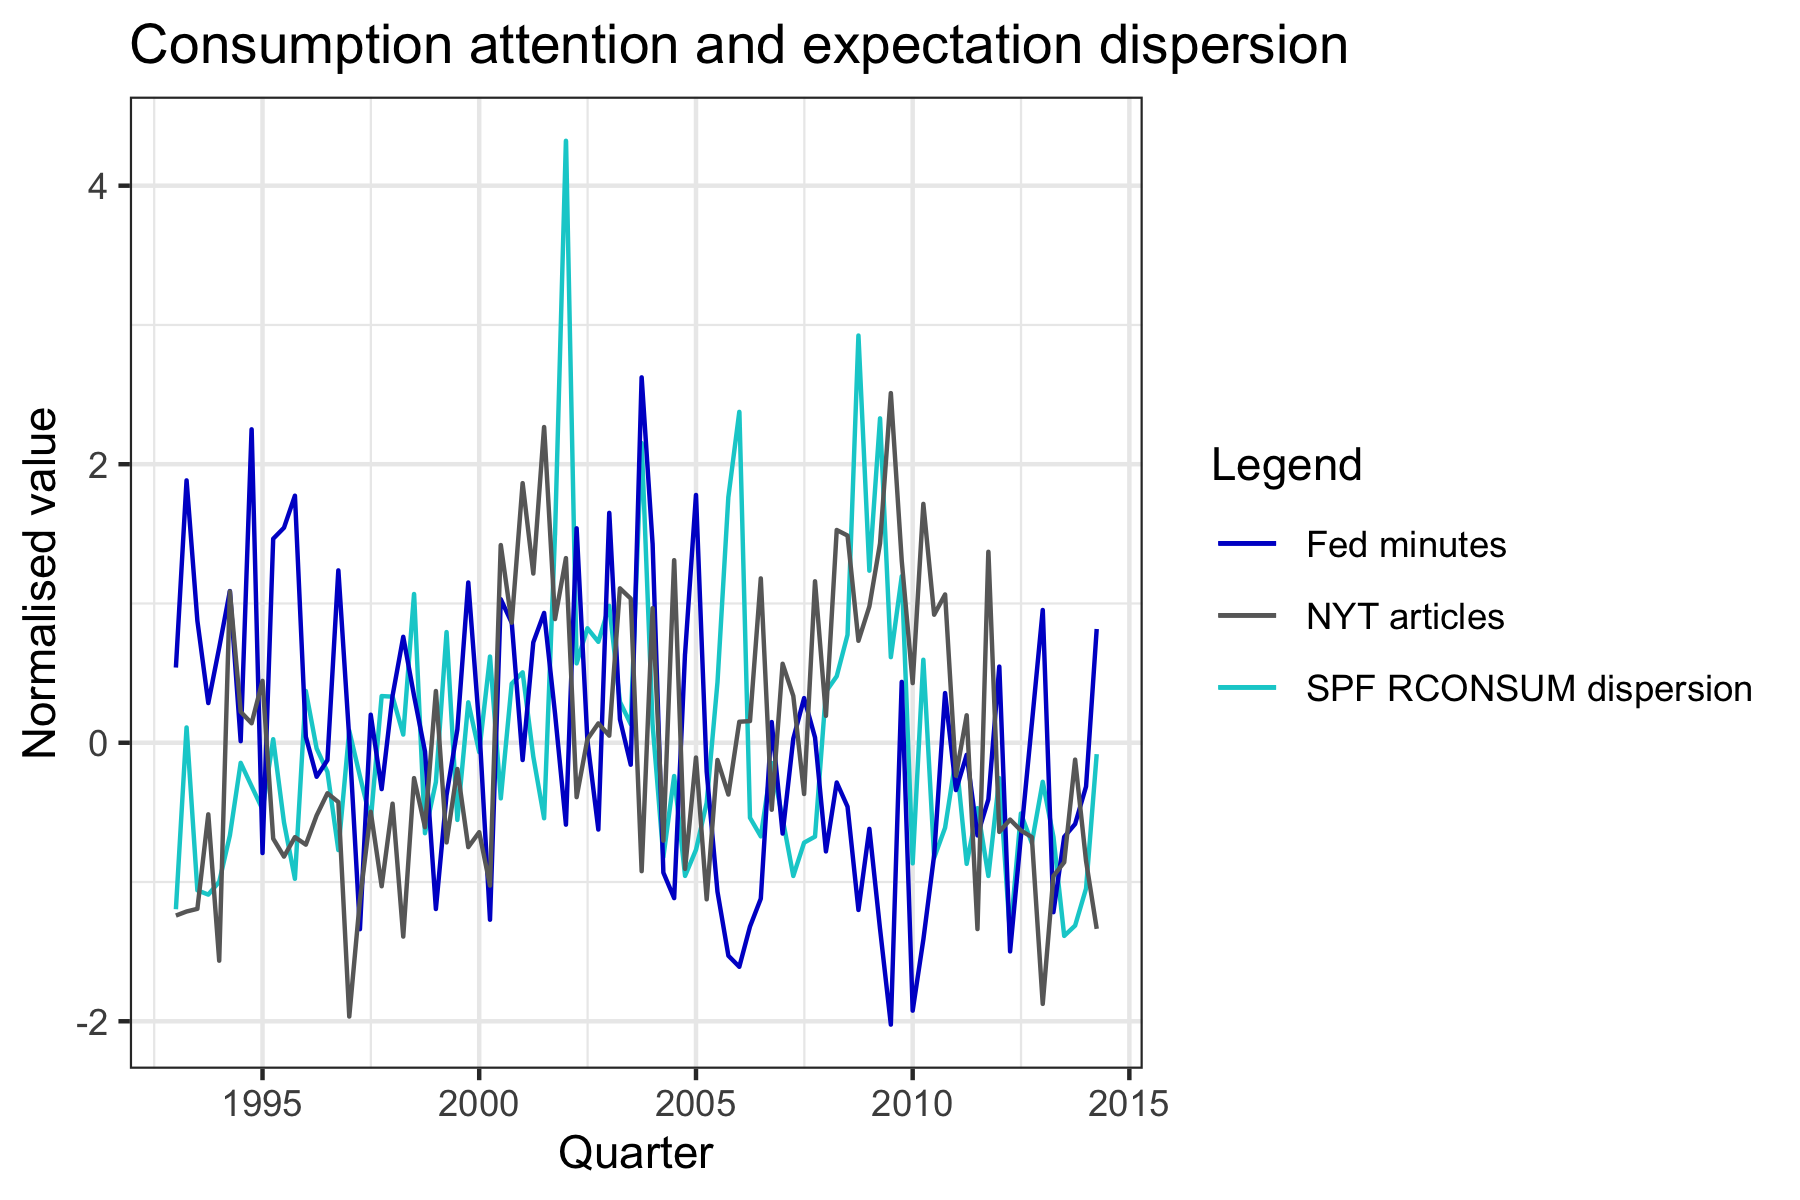 Consumption attention and expectation dispersion
Normalised value
4
2
0
-2
1995
2000
2005
2010
2015
Quarter
Legend
Fed minutes
NYT articles
SPF RCONSUM dispersion